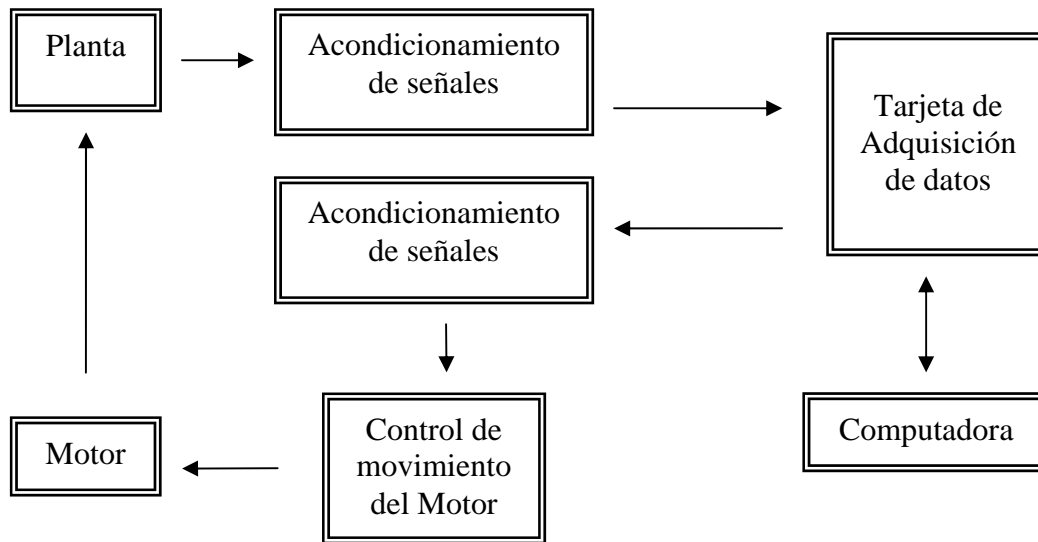 Planta
Acondicionamiento
de señales
Tarjeta de
Adquisición
de datos
Acondicionamiento
de señales
Motor
Control de
movimiento
del Motor
Computadora